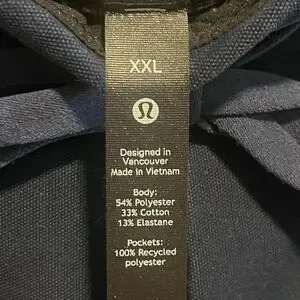 XXL
Designed in
Vancouver
Made in Vietnam
Body:
54% Polyester
33% Cotton
13% Elastane
Pockets:
100% Recycled
polyester